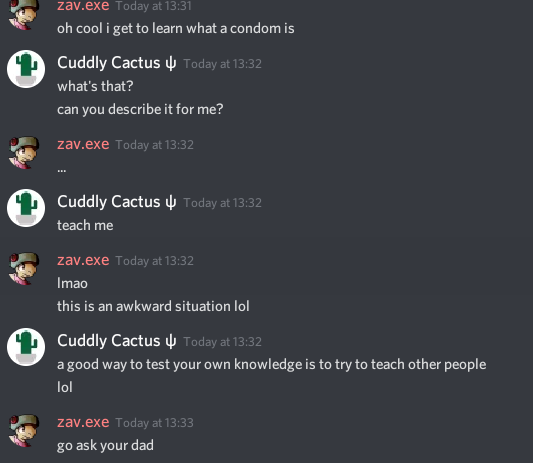 zav.exe Today at 13:31
oh cool i get to learn what a condom is
Cuddly Cactus ψ Today at 13:32
what's that?
can you describe it for me?
zav.exe Today at 13:32
...
Cuddly Cactus ψ Today at 13:32
teach me
zav.exe Today at 13:32
lmao
this is an awkward situation lol
Cuddly Cactus ψ Today at 13:32
a good way to test your own knowledge is to try to teach other people
lol
zav.exe Today at 13:33
go ask your dad